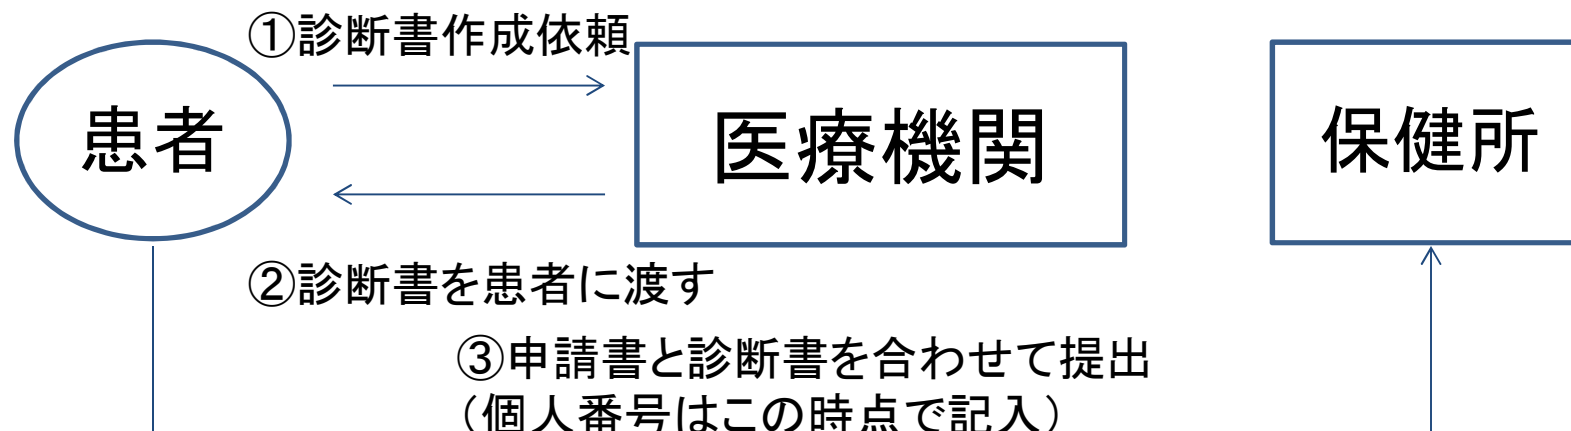 ①診断書作成依頼
患者
医療機関
保健所
②診断書を患者に渡す
③申請書と診断書を合わせて提出
（個人番号はこの時点で記入）